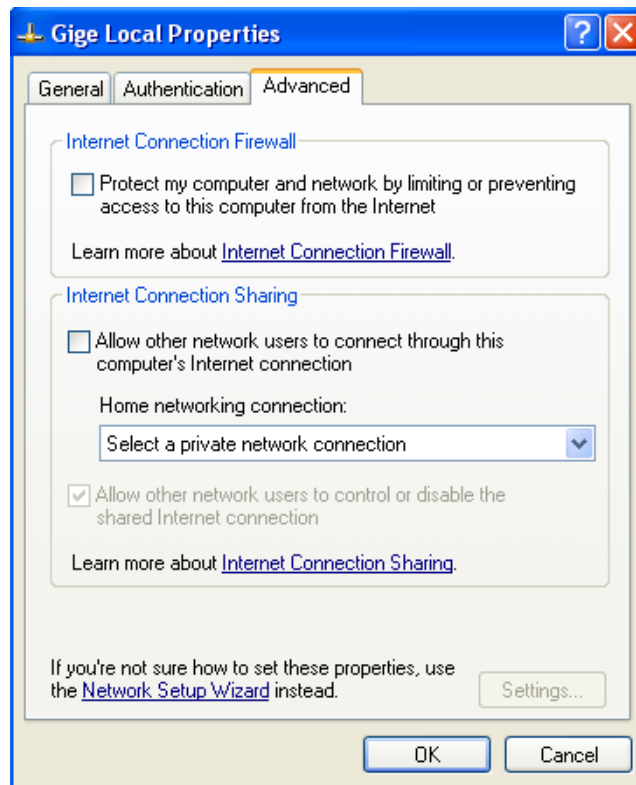 Gige Local Properties
General
Authentication
Advanced
Internet Connection Firewall
Protect my computer and network by limiting or preventing
access to this computer from the Internet
Learn more about Internet Connection Firewall.
Internet Connection Sharing
Allow other network users to connect through this
computer's Internet connection
Home networking connection:
Select a private network connection
Allow other network users to control or disable the
shared Internet connection
Learn more about Internet Connection Sharing.
If you're not sure how to set these properties, use
the Network Setup Wizard instead.
Settings...
OK
Cancel